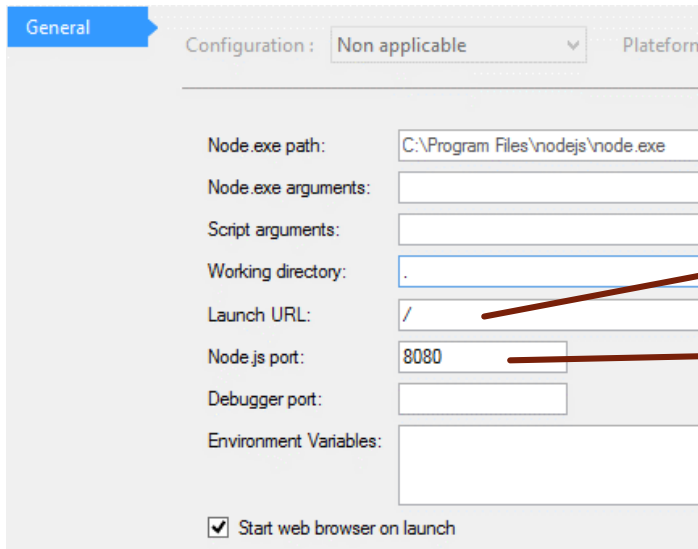 General
Configuration : Non applicable Plateform
Node.exe path: C:\Program Files\nodejs\node.exe
Node.exe arguments:
Script arguments:
Working directory: .
Launch URL: /
Node.js port: 8080
Debugger port:
Environment Variables:
Start web browser on launch